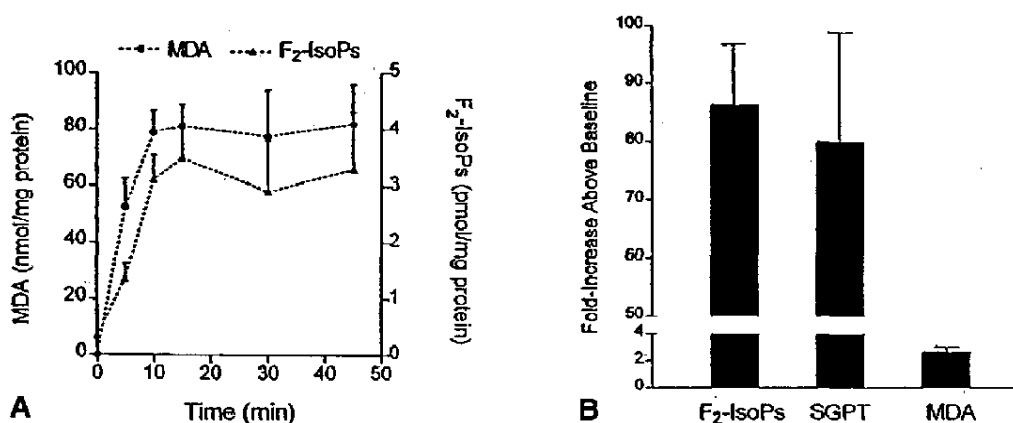 MDA F₂-IsoPs
MDA (nmol/mg protein)
100
80
60
40
20
0
5
4
3
2
1
0
F₂-IsoPs (pmol/mg protein)
0 10 20 30 40 50
Time (min)
A
Fold-Increase Above Baseline
100
90
80
70
60
50
4
2
0
F₂-IsoPs SGPT MDA
B